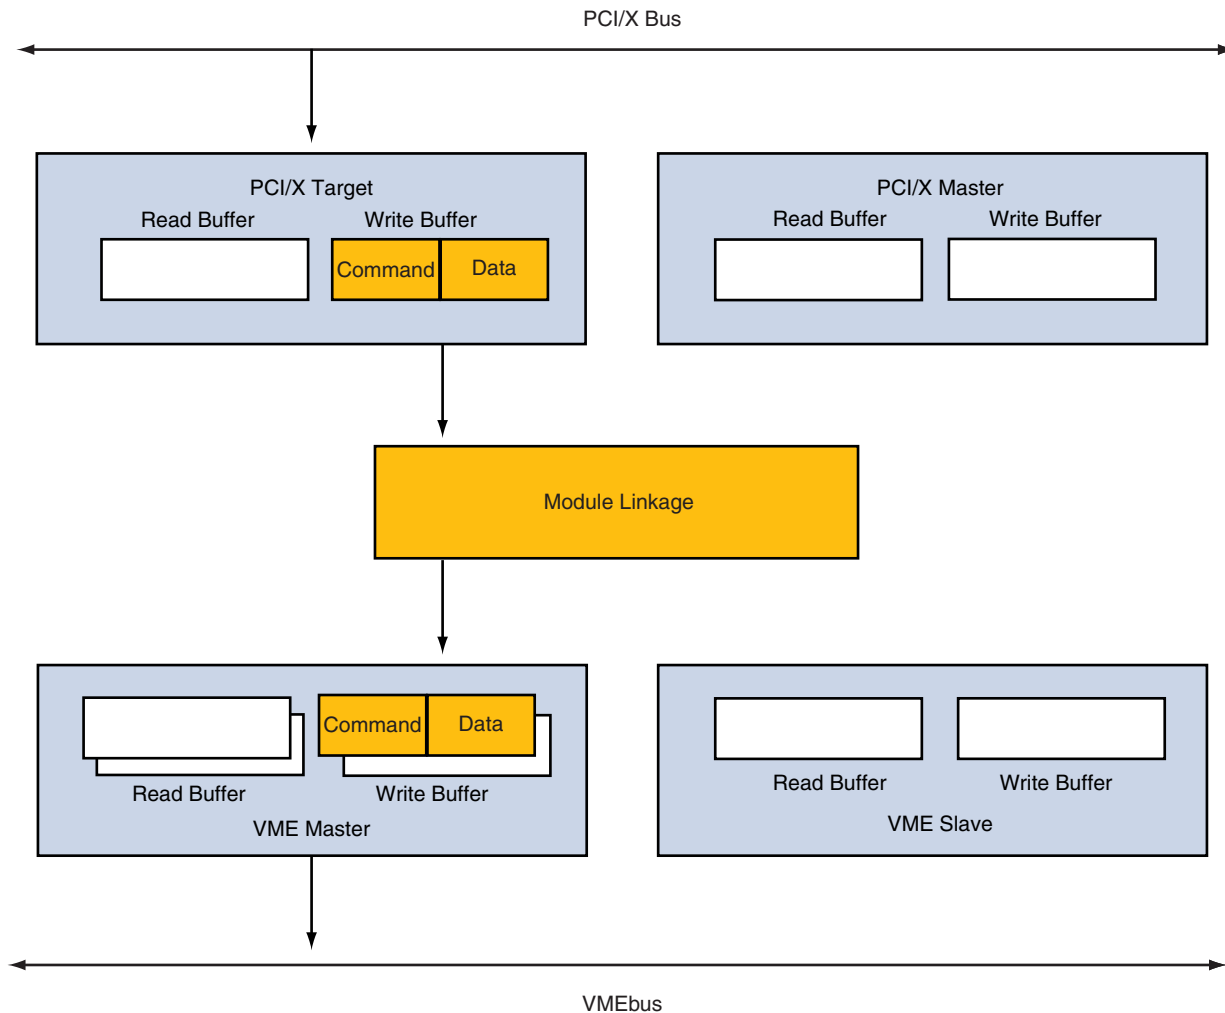 PCI/X Bus
PCI/X Target
Read Buffer
Write Buffer
Command
Data
PCI/X Master
Read Buffer
Write Buffer
Module Linkage
Command
Data
Read Buffer
Write Buffer
VME Master
Read Buffer
Write Buffer
VME Slave
VMEbus